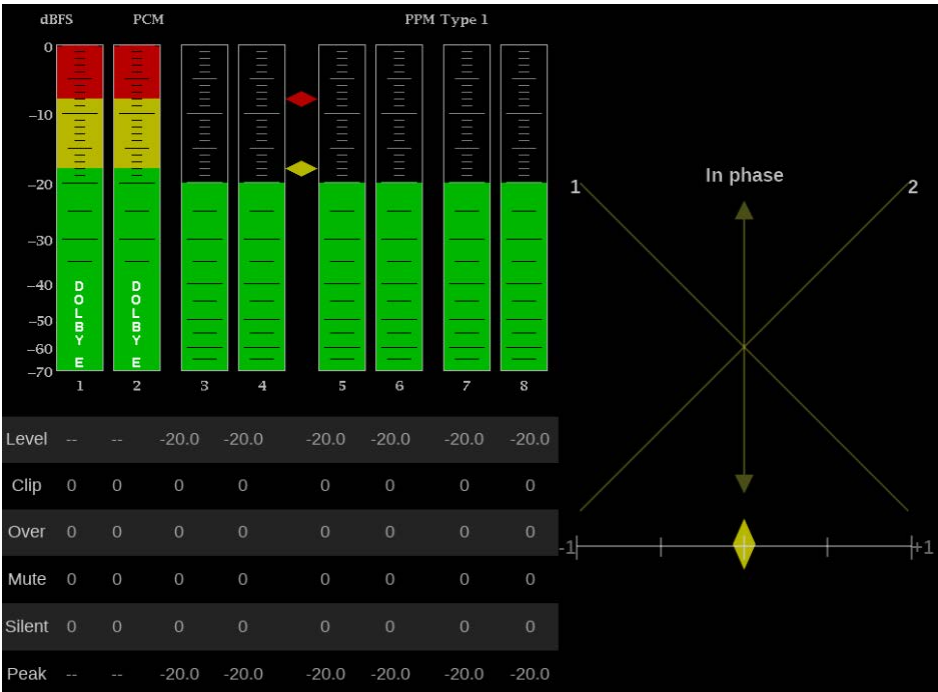 dBFS PCM PPM Type 1
0
–10
–20
–30
–40
–50
–60
–70
DOLBY E
DOLBY E
1 2 3 4 5 6 7 8
Level -- -- -20.0 -20.0 -20.0 -20.0 -20.0 -20.0
Clip 0 0 0 0 0 0 0 0
Over 0 0 0 0 0 0 0 0
Mute 0 0 0 0 0 0 0 0
Silent 0 0 0 0 0 0 0 0
Peak -- -- -20.0 -20.0 -20.0 -20.0 -20.0 -20.0
In phase
1 2
-1 +1